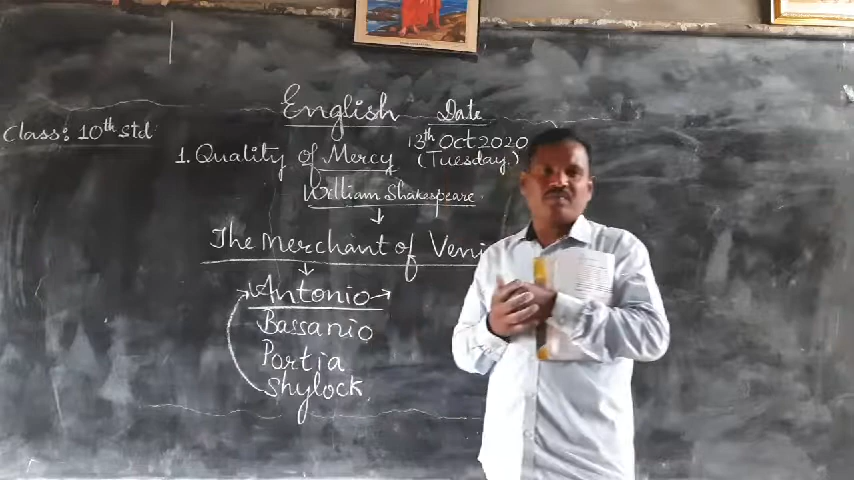 English Date
Class: 10th std
13th Oct 2020
1. Quality of Mercy (Tuesday)
William Shakespeare
The Merchant of Veni
Antonio
Bassanio
Portia
Shylock